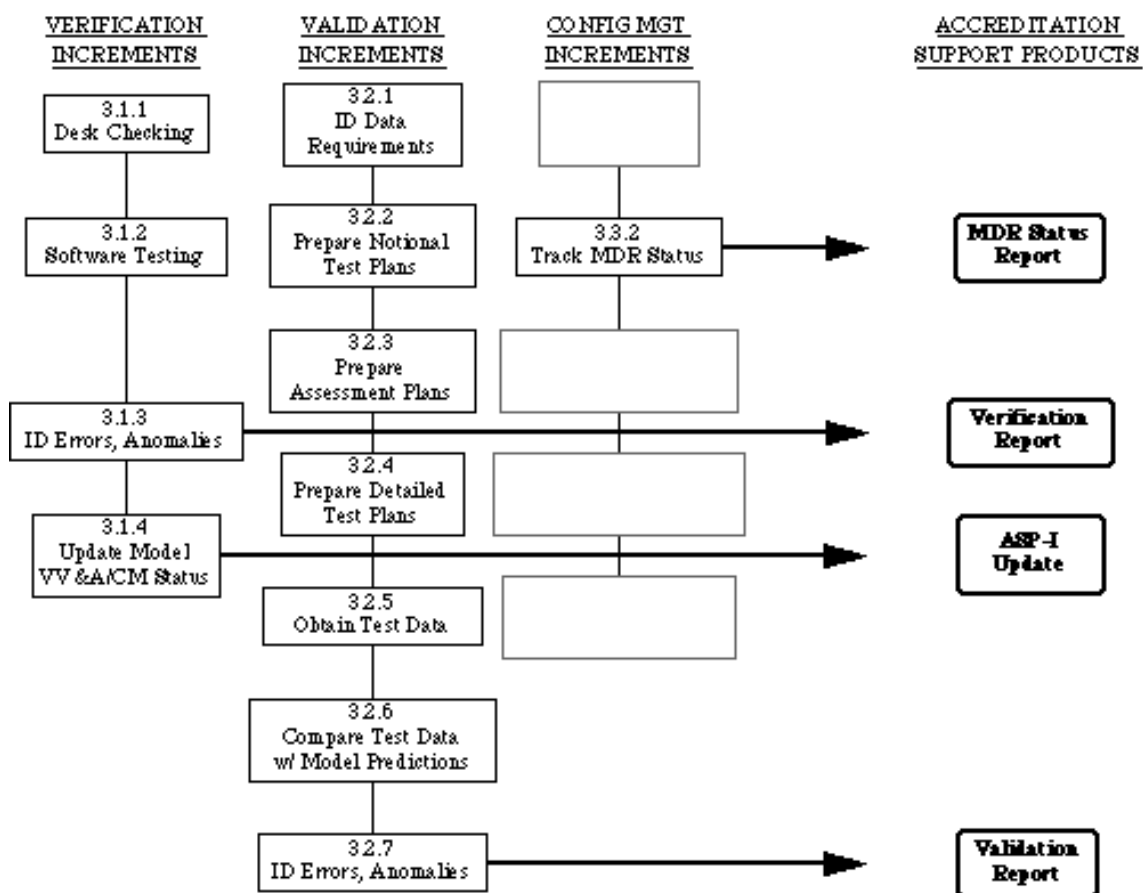 VERIFICATION
INCREMENTS
VALIDATION
INCREMENTS
CONFIG MGT
INCREMENTS
ACCREDITATION
SUPPORT PRODUCTS
3.1.1
Desk Checking
3.2.1
ID Data
Requirements
3.1.2
Software Testing
3.2.2
Prepare Notional
Test Plans
3.3.2
Track MDR Status
MDR Status
Report
3.2.3
Prepare
Assessment Plans
3.1.3
ID Errors, Anomalies
Verification
Report
3.2.4
Prepare Detailed
Test Plans
3.1.4
Update Model
VV&A/CM Status
ASP-I
Update
3.2.5
Obtain Test Data
3.2.6
Compare Test Data
w/ Model Predictions
3.2.7
ID Errors, Anomalies
Validation
Report